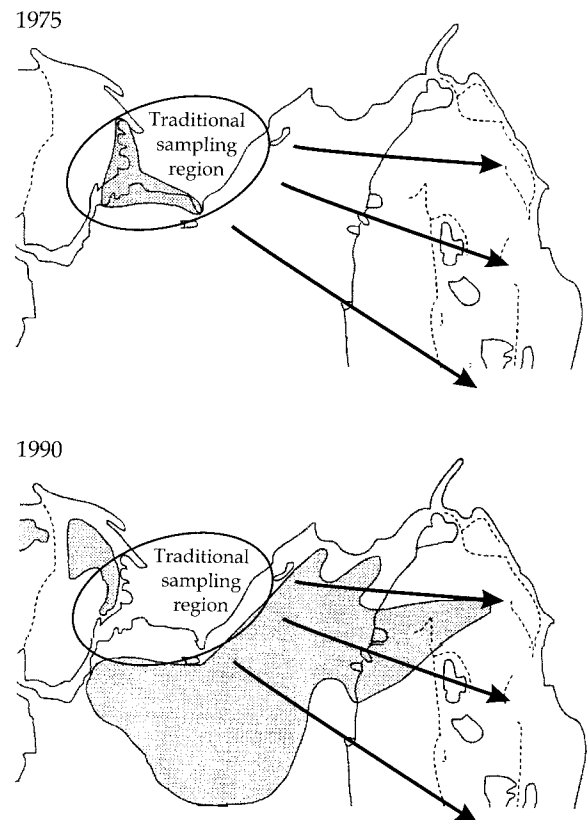 1975
Traditional
sampling
region
1990
Traditional
sampling
region